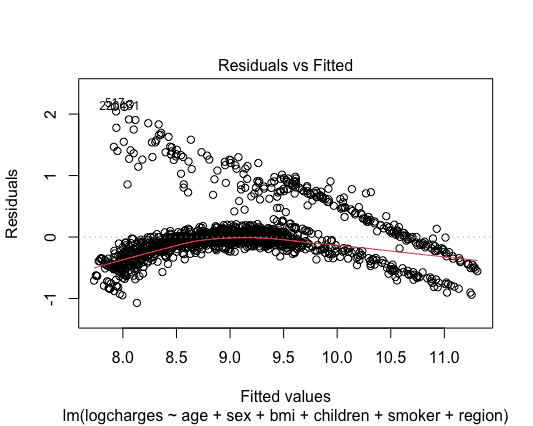 Residuals vs Fitted
517
Residuals
2
1
0
-1
8.0 8.5 9.0 9.5 10.0 10.5 11.0
Fitted values
lm(logcharges ~ age + sex + bmi + children + smoker + region)